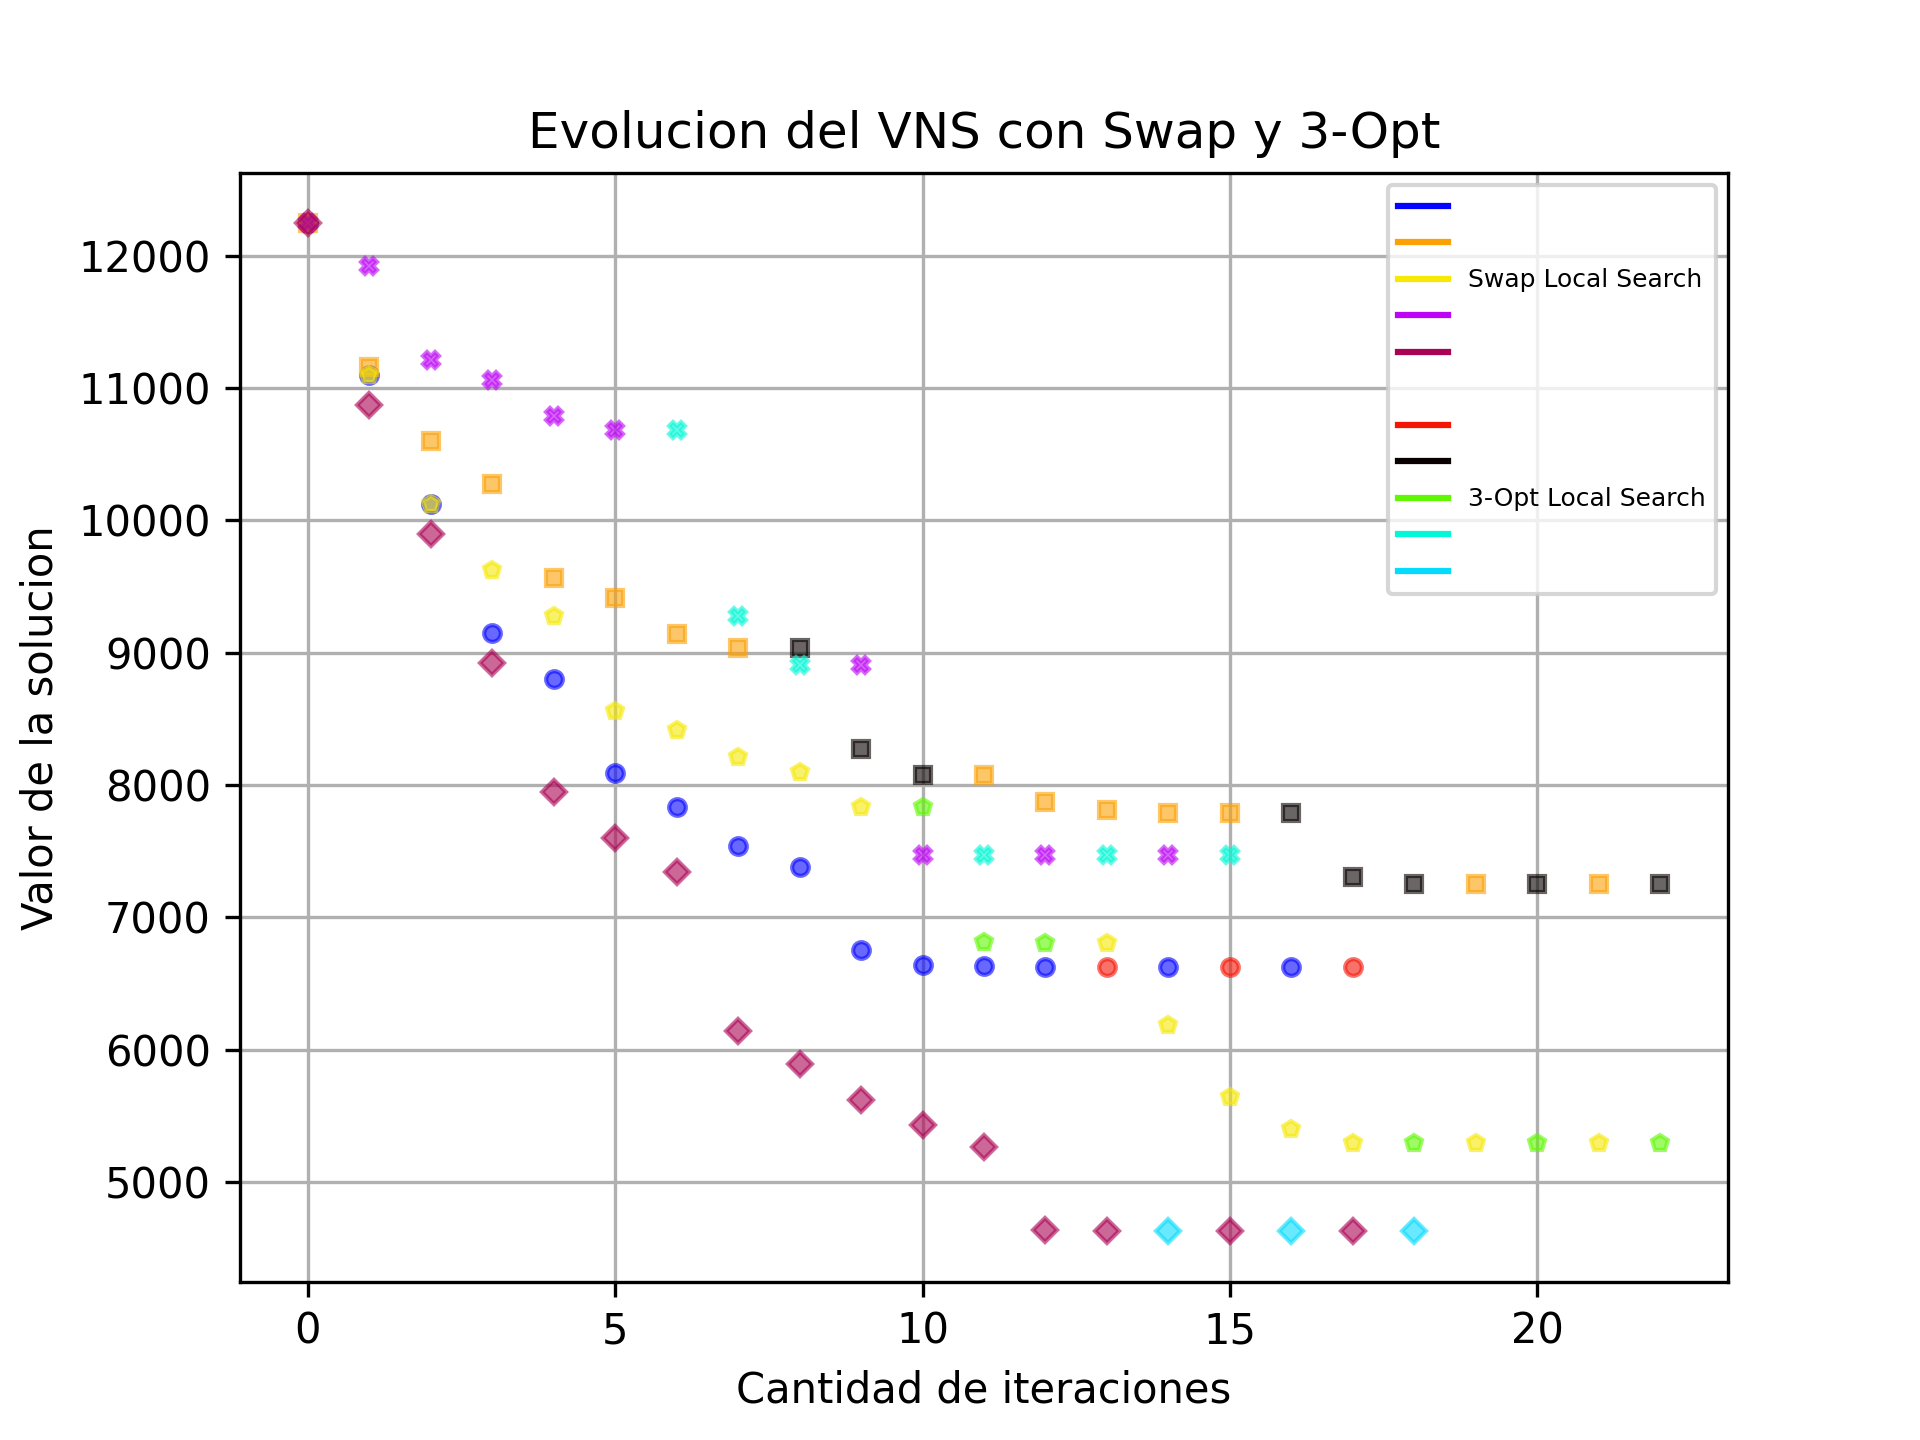 Evolucion del VNS con Swap y 3-Opt
Valor de la solucion
12000
11000
10000
9000
8000
7000
6000
5000
Swap Local Search
3-Opt Local Search
0 5 10 15 20
Cantidad de iteraciones